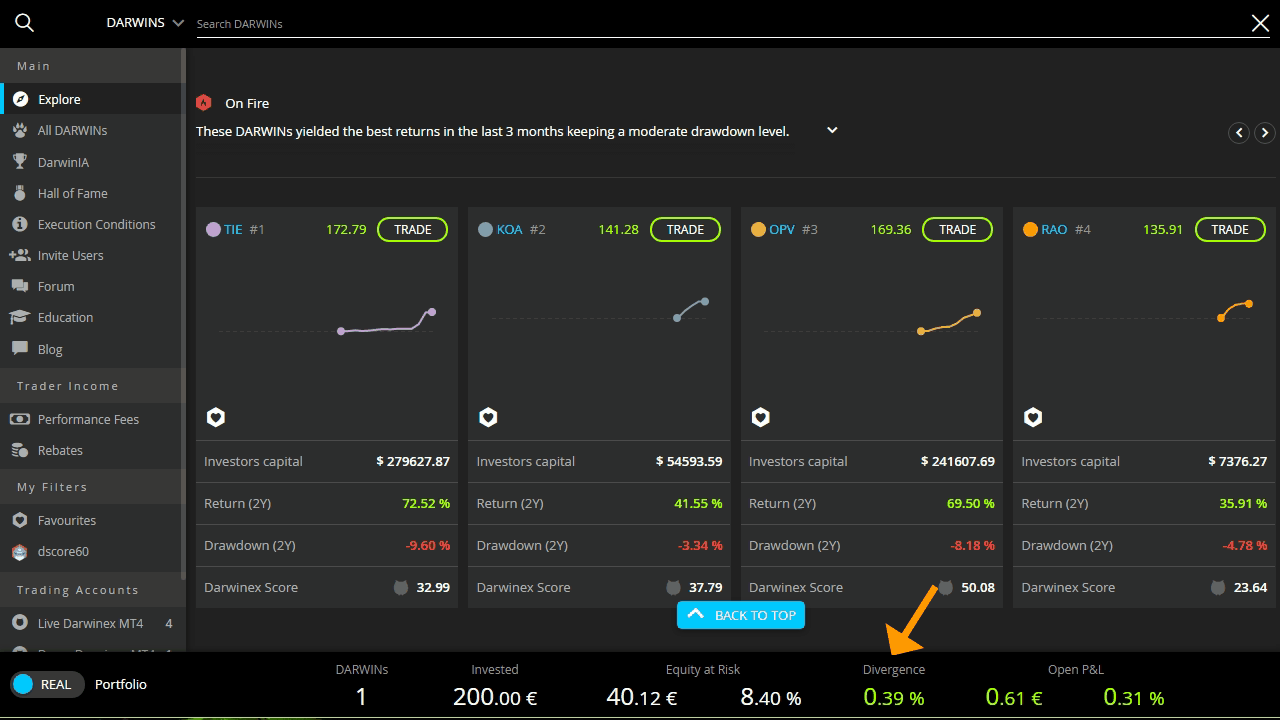 DARWINS Search DARWINs
Main
Explore
All DARWINs
DarwinIA
Hall of Fame
Execution Conditions
Invite Users
Forum
Education
Blog
Trader Income
Performance Fees
Rebates
My Filters
Favourites
dscore60
Trading Accounts
Live Darwinex MT4 4
On Fire
These DARWINs yielded the best returns in the last 3 months keeping a moderate drawdown level.
TIE #1 172.79 TRADE
Investors capital $ 279627.87
Return (2Y) 72.52 %
Drawdown (2Y) -9.60 %
Darwinex Score 32.99
KOA #2 141.28 TRADE
Investors capital $ 54593.59
Return (2Y) 41.55 %
Drawdown (2Y) -3.34 %
Darwinex Score 37.79
OPV #3 169.36 TRADE
Investors capital $ 241607.69
Return (2Y) 69.50 %
Drawdown (2Y) -8.18 %
Darwinex Score 50.08
RAO #4 135.91 TRADE
Investors capital $ 7376.27
Return (2Y) 35.91 %
Drawdown (2Y) -4.78 %
Darwinex Score 23.64
BACK TO TOP
REAL Portfolio
DARWINs Invested Equity at Risk Divergence Open P&L
1 200.00 € 40.12 € 8.40 % 0.39 % 0.61 € 0.31 %